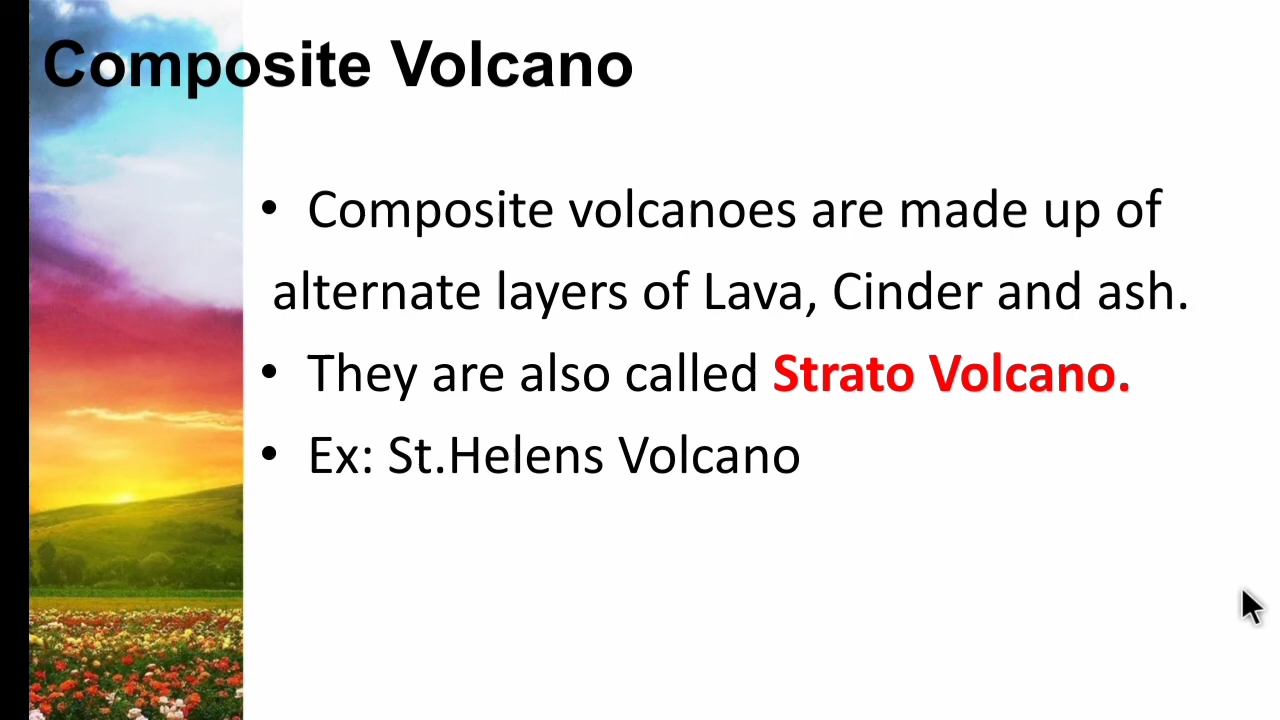 Composite Volcano
• Composite volcanoes are made up of
alternate layers of Lava, Cinder and ash.
• They are also called Strato Volcano.
• Ex: St.Helens Volcano